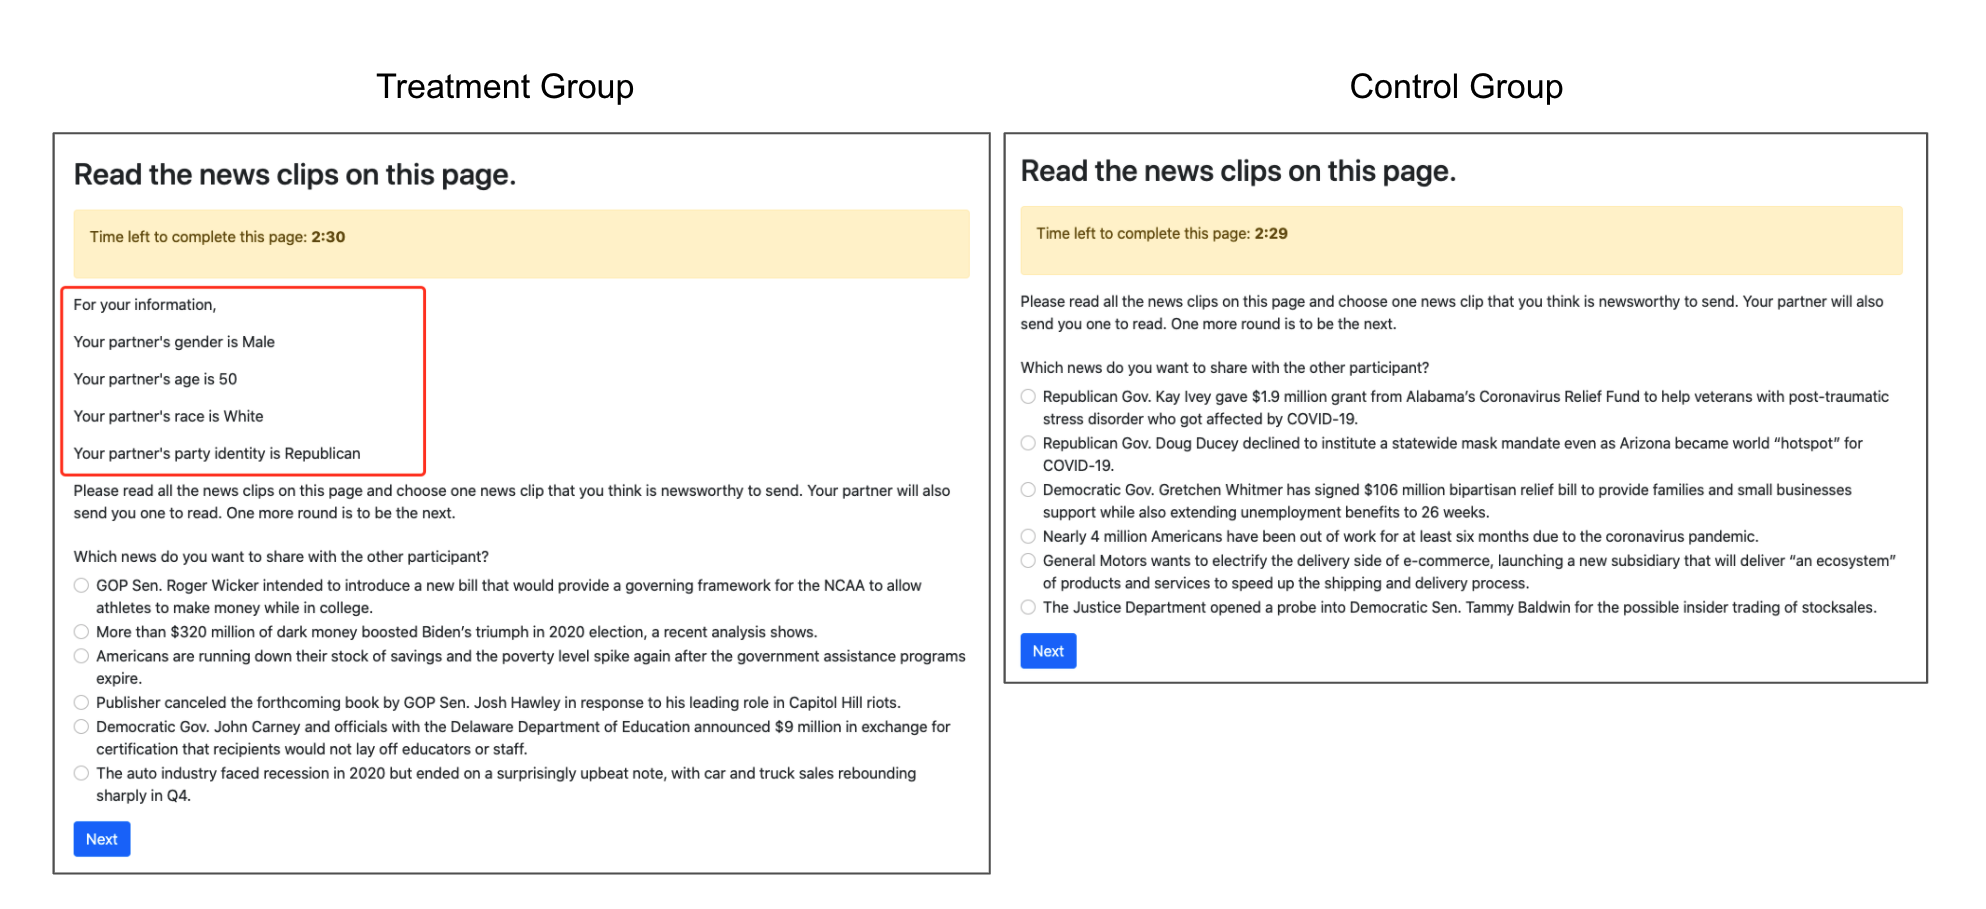 Treatment Group
Control Group
Read the news clips on this page.
Time left to complete this page: 2:30
For your information,
Your partner's gender is Male
Your partner's age is 50
Your partner's race is White
Your partner's party identity is Republican
Please read all the news clips on this page and choose one news clip that you think is newsworthy to send. Your partner will also
send you one to read. One more round is to be the next.
Which news do you want to share with the other participant?
GOP Sen. Roger Wicker intended to introduce a new bill that would provide a governing framework for the NCAA to allow
athletes to make money while in college.
More than $320 million of dark money boosted Biden’s triumph in 2020 election, a recent analysis shows.
Americans are running down their stock of savings and the poverty level spike again after the government assistance programs
expire.
Publisher canceled the forthcoming book by GOP Sen. Josh Hawley in response to his leading role in Capitol Hill riots.
Democratic Gov. John Carney and officials with the Delaware Department of Education announced $9 million in exchange for
certification that recipients would not lay off educators or staff.
The auto industry faced recession in 2020 but ended on a surprisingly upbeat note, with car and truck sales rebounding
sharply in Q4.
Next
Read the news clips on this page.
Time left to complete this page: 2:29
Please read all the news clips on this page and choose one news clip that you think is newsworthy to send. Your partner will also
send you one to read. One more round is to be the next.
Which news do you want to share with the other participant?
Republican Gov. Kay Ivey gave $1.9 million grant from Alabama’s Coronavirus Relief Fund to help veterans with post-traumatic
stress disorder who got affected by COVID-19.
Republican Gov. Doug Ducey declined to institute a statewide mask mandate even as Arizona became world “hotspot” for
COVID-19.
Democratic Gov. Gretchen Whitmer has signed $106 million bipartisan relief bill to provide families and small businesses
support while also extending unemployment benefits to 26 weeks.
Nearly 4 million Americans have been out of work for at least six months due to the coronavirus pandemic.
General Motors wants to electrify the delivery side of e-commerce, launching a new subsidiary that will deliver “an ecosystem”
of products and services to speed up the shipping and delivery process.
The Justice Department opened a probe into Democratic Sen. Tammy Baldwin for the possible insider trading of stocksales.
Next